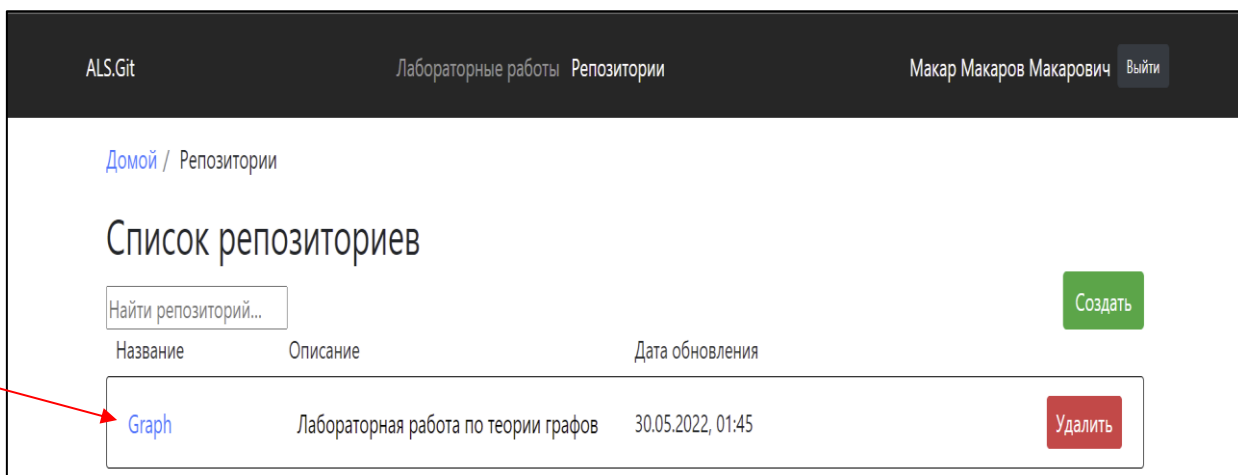 ALS.Git Лабораторные работы Репозитории Макар Макаров Макарович Выйти
Домой / Репозитории
Список репозиториев
Создать
Найти репозиторий...
Название Описание Дата обновления
Graph Лабораторная работа по теории графов 30.05.2022, 01:45 Удалить